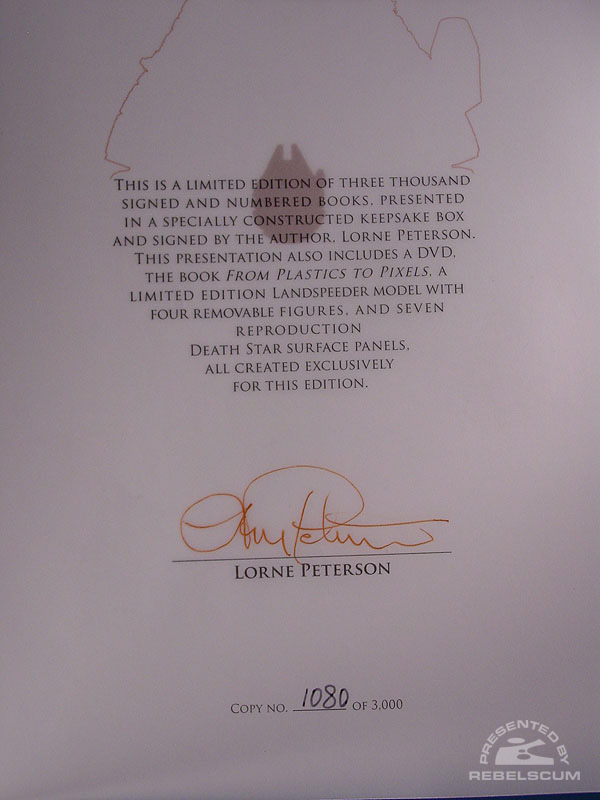 This is a limited edition of three thousand
signed and numbered books, presented
in a specially constructed keepsake box
and signed by the author, Lorne Peterson.
This presentation also includes a DVD,
the book From Plastics to Pixels, a
limited edition Landspeeder model with
four removable figures, and seven
reproduction
Death Star surface panels,
all created exclusively
for this edition.
Lorne Peterson
Lorne Peterson
Copy no. 1080 of 3,000
PRESENTED BY
REBELSCUM